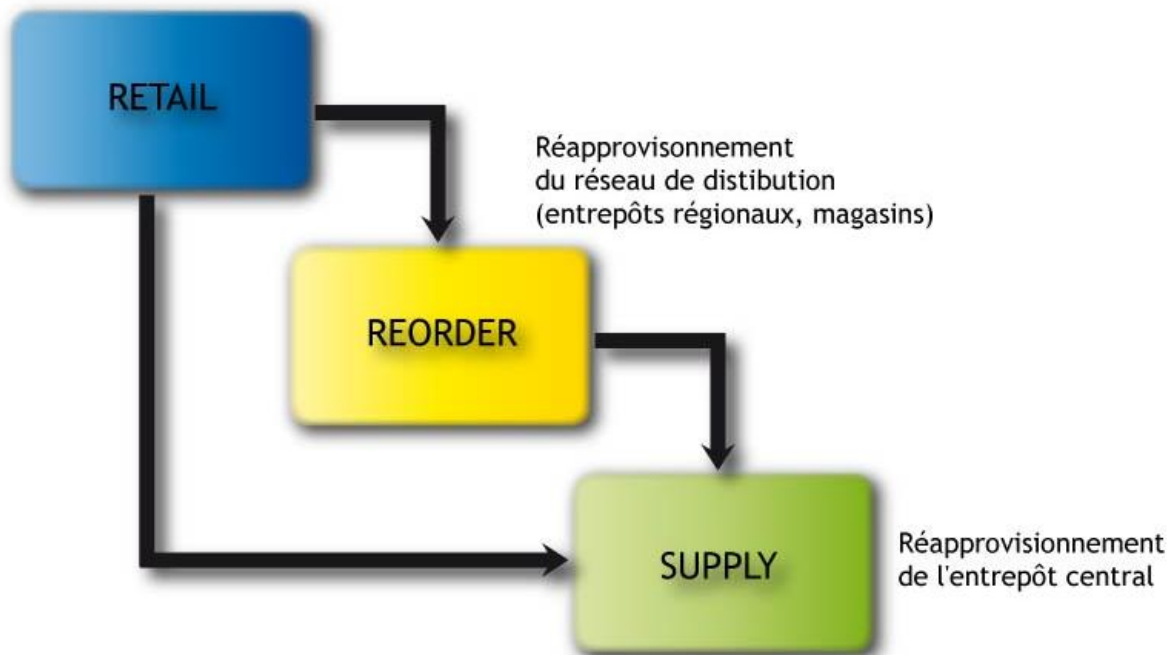 RETAIL
Réapprovisonnement
du réseau de distibution
(entrepôts régionaux, magasins)
REORDER
SUPPLY
Réapprovisionnement
de l'entrepôt central